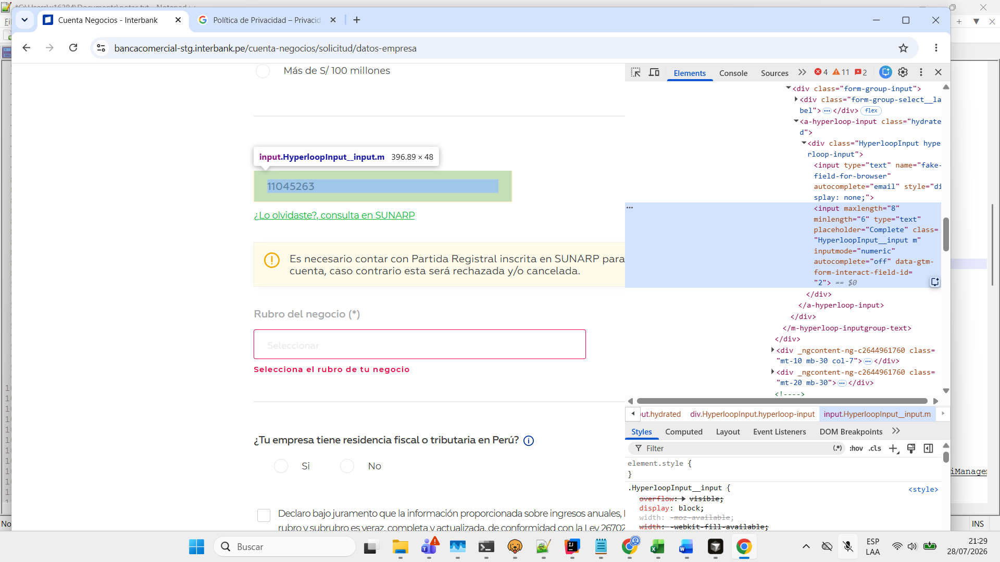 Cuenta Negocios - Interbank
Política de Privacidad – Privacid
bancacomercial-stg.interbank.pe/cuenta-negocios/solicitud/datos-empresa
Más de S/ 100 millones
input.HyperloopInput__input.m 396.89 × 48
11045263
¿Lo olvidaste?, consulta en SUNARP
Es necesario contar con Partida Registral inscrita en SUNARP para
cuenta, caso contrario esta será rechazada y/o cancelada.
Rubro del negocio (*)
Seleccionar
Selecciona el rubro de tu negocio
¿Tu empresa tiene residencia fiscal o tributaria en Perú?
Si No
Declaro bajo juramento que la información proporcionada sobre ingresos anuales,
rubro y subrubro es veraz, completa y actualizada, de conformidad con la Ley 26702
Elements Console Sources 4 11 2
<div class="form-group-input">
<div class="form-group-select__la
bel"> ••• </div> flex
<a-hyperloop-input class="hydrate
d">
<div class="HyperloopInput hype
rloop-input">
<input type="text" name="fake-
field-for-browser"
autocomplete="email" style="di
splay: none;">
<input maxlength="8"
minlength="6" type="text"
placeholder="Complete" class=
"HyperloopInput__input m"
inputmode="numeric"
autocomplete="off" data-gtm-
form-interact-field-id=
"2"> == $0
</div>
</a-hyperloop-input>
</div>
</m-hyperloop-inputgroup-text>
</div>
<div _ngcontent-ng-c2644961760 class=
"mt-10 mb-30 col-7"> ••• </div>
<div _ngcontent-ng-c2644961760 class=
"mt-20 mb-30"> ••• </div>
<!---->
ut.hydrated div.HyperloopInput.hyperloop-input input.HyperloopInput__input.m
Styles Computed Layout Event Listeners DOM Breakpoints
Filter (.*) :hov .cls
element.style {
}
.HyperloopInput__input { <style>
overflow: visible;
display: block;
width: -moz-available;
width: -webkit-fill-available;
iManage
No
INS
Buscar
ESP
LAA
21:29
28/07/2026